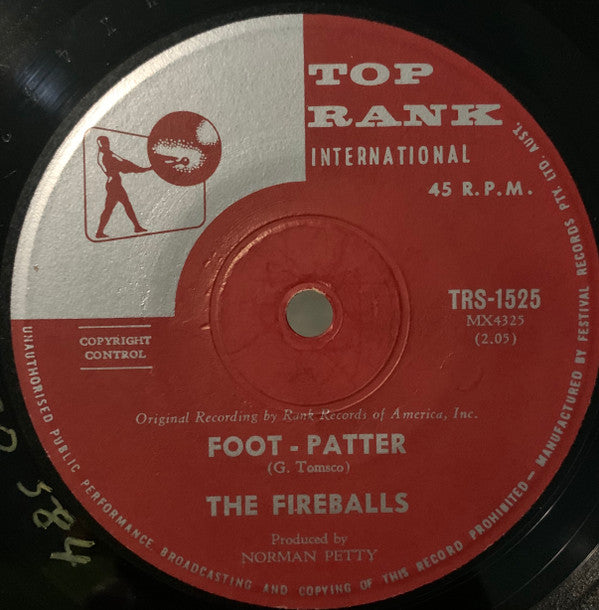 TOP
RANK
INTERNATIONAL
45 R.P.M.
TRS-1525
MX4325
(2.05)
COPYRIGHT
CONTROL
Original Recording by Rank Records of America, Inc.
FOOT - PATTER
(G. Tomsco)
THE FIREBALLS
Produced by
NORMAN PETTY
UNAUTHORISED PUBLIC PERFORMANCE, BROADCASTING AND COPYING OF THIS RECORD PROHIBITED— MANUFACTURED BY FESTIVAL RECORDS PTY. LTD. AUST.